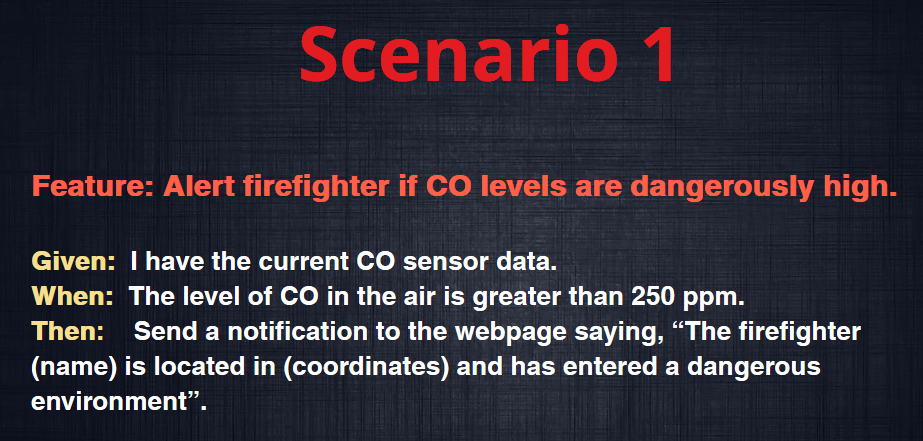 Scenario 1
Feature: Alert firefighter if CO levels are dangerously high.
Given: I have the current CO sensor data.
When: The level of CO in the air is greater than 250 ppm.
Then: Send a notification to the webpage saying, “The firefighter
(name) is located in (coordinates) and has entered a dangerous
environment”.